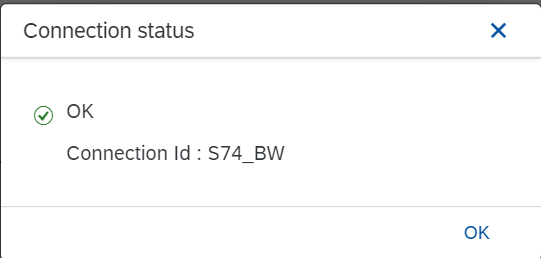 Connection status
OK
Connection Id : S74_BW
OK